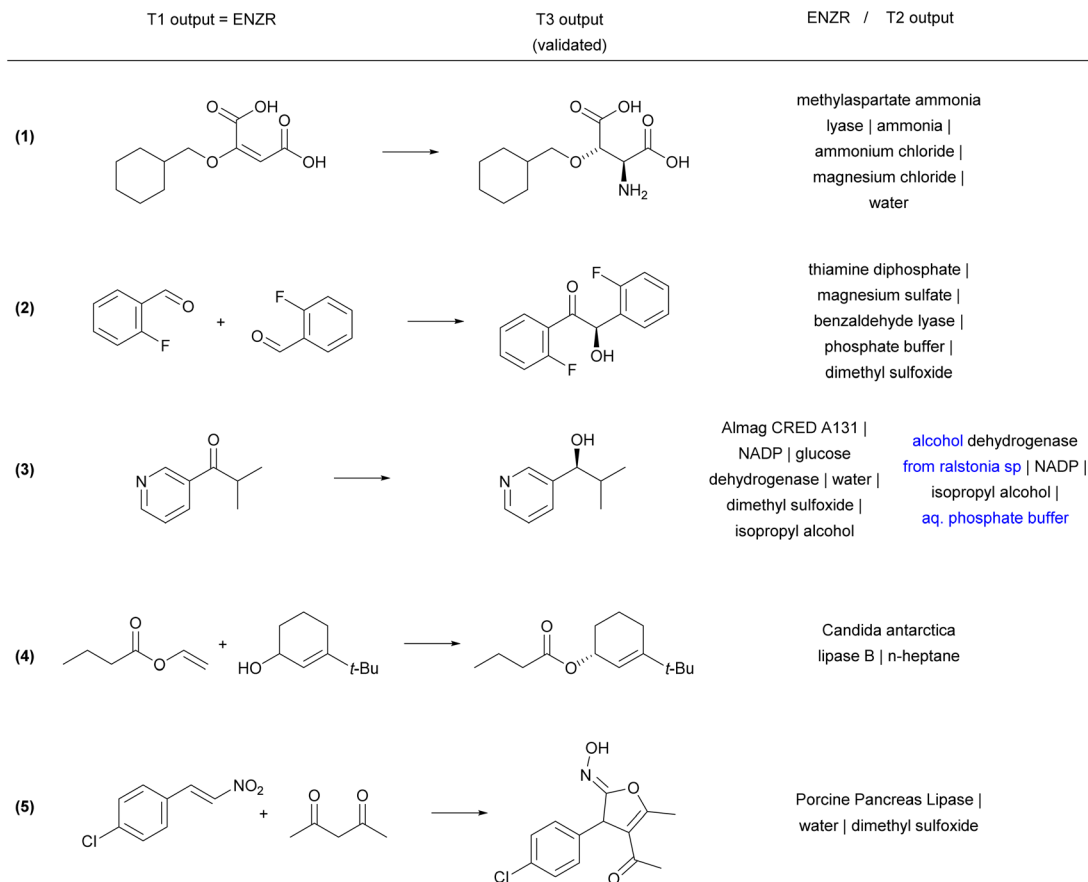 T1 output = ENZR
T3 output
(validated)
ENZR / T2 output
(1)
O
OH
O
OH
O
O
OH
O
OH
O
NH2
methylaspartate ammonia
lyase | ammonia |
ammonium chloride |
magnesium chloride |
water
(2)
O
F
+
F
O
O
F
OH
F
thiamine diphosphate |
magnesium sulfate |
benzaldehyde lyase |
phosphate buffer |
dimethyl sulfoxide
(3)
O
N
OH
N
Almag CRED A131 |
NADP | glucose
dehydrogenase | water |
dimethyl sulfoxide |
isopropyl alcohol
alcohol dehydrogenase
from ralstonia sp | NADP |
isopropyl alcohol |
aq. phosphate buffer
(4)
O
O
+
HO
t-Bu
O
O
t-Bu
Candida antarctica
lipase B | n-heptane
(5)
NO2
Cl
+
O O
OH
N
O
Cl
O
Porcine Pancreas Lipase |
water | dimethyl sulfoxide